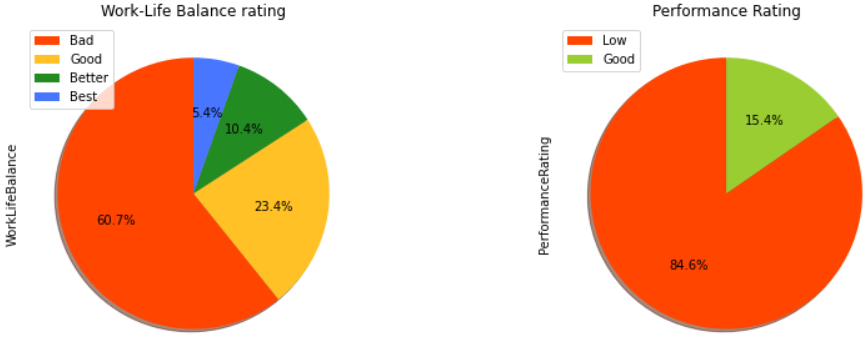 Work-Life Balance rating
Bad
Good
Better
Best
5.4%
10.4%
23.4%
60.7%
WorkLifeBalance
Performance Rating
Low
Good
15.4%
84.6%
PerformanceRating